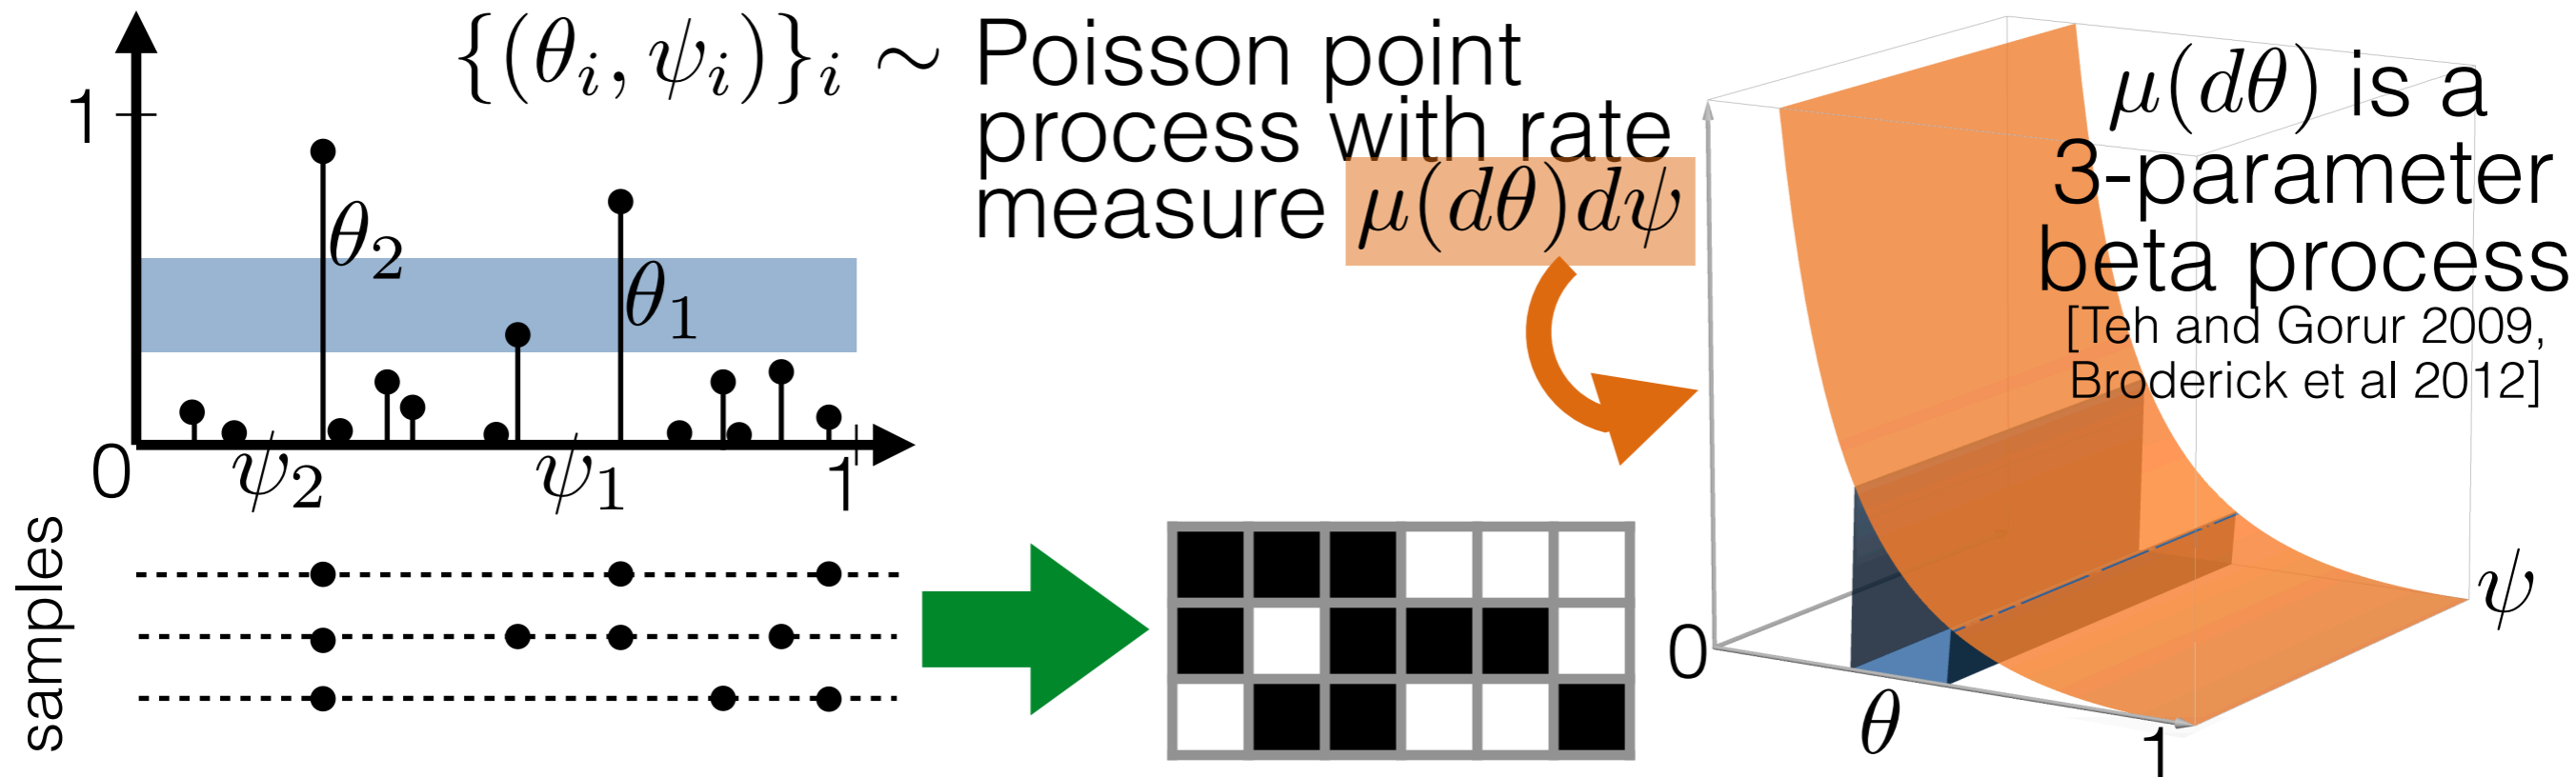 {(θ_i, ψ_i)}_i ∼ Poisson point
process with rate
measure μ(dθ)dψ
1
θ_2
θ_1
0
ψ_2
ψ_1
1
samples
μ(dθ) is a
3-parameter
beta process
[Teh and Gorur 2009,
Broderick et al 2012]
ψ
0
θ
1